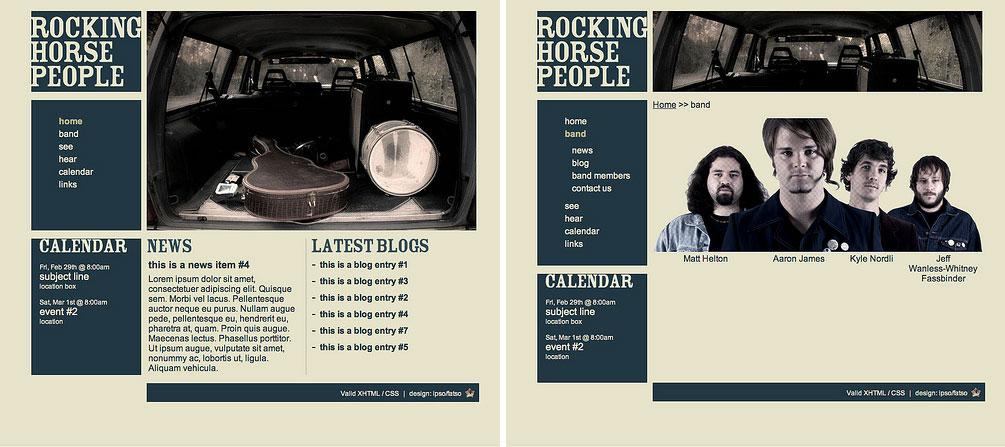 ROCKING
HORSE
PEOPLE
home
band
see
hear
calendar
links
CALENDAR
Fri, Feb 29th @ 8:00am
subject line
location box
Sat, Mar 1st @ 8:00am
event #2
location
NEWS
this is a news item #4
Lorem ipsum dolor sit amet,
consectetuer adipiscing elit. Quisque
sem. Morbi vel lacus. Pellentesque
auctor neque eu purus. Nullam augue
pede, pellentesque eu, hendrerit eu,
pharetra at, quam. Proin quis augue.
Maecenas lectus. Phasellus porttitor.
Ut ipsum augue, vulputate sit amet,
nonummy ac, lobortis ut, ligula.
Aliquam vehicula.
LATEST BLOGS
- this is a blog entry #1
- this is a blog entry #3
- this is a blog entry #2
- this is a blog entry #4
- this is a blog entry #7
- this is a blog entry #5
Valid XHTML / CSS | design: ipso/fatso
ROCKING
HORSE
PEOPLE
home
band
news
blog
band members
contact us
see
hear
calendar
links
CALENDAR
Fri, Feb 29th @ 8:00am
subject line
location box
Sat, Mar 1st @ 8:00am
event #2
location
Home >> band
Matt Helton
Aaron James
Kyle Nordli
Jeff
Wanless-Whitney
Fassbinder
Valid XHTML / CSS | design: ipso/fatso